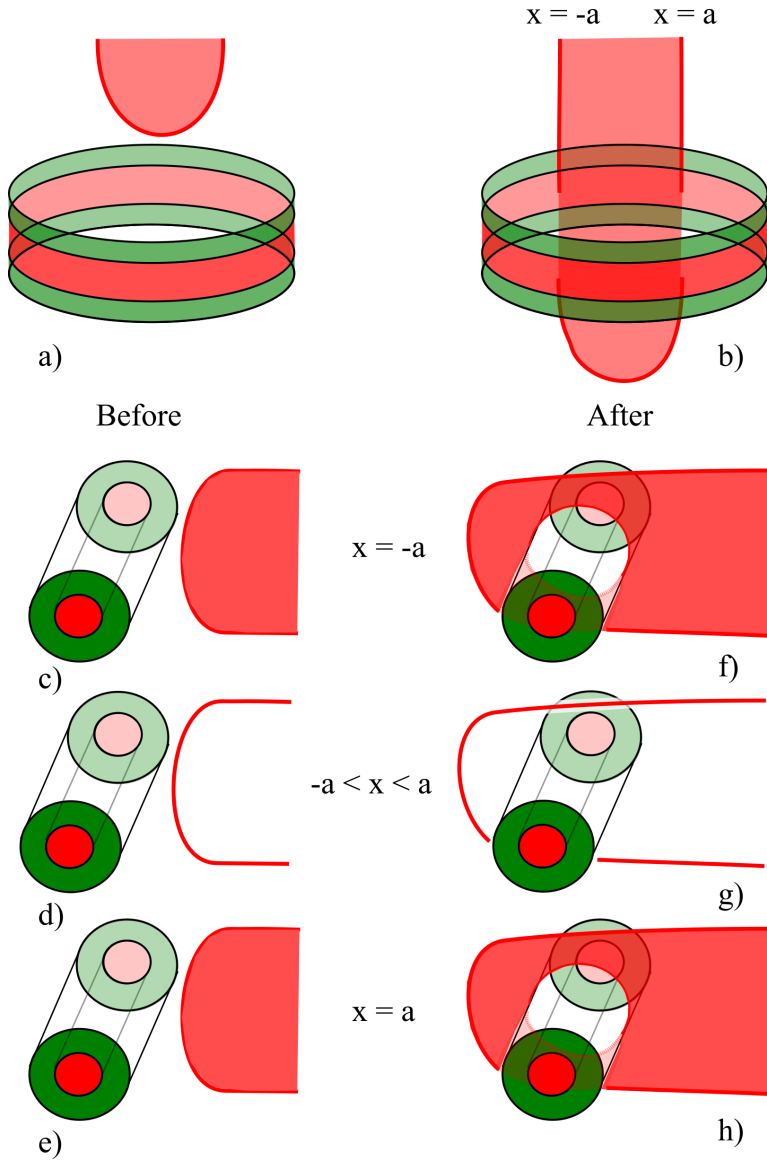 x = -a x = a
a) b)
Before After
x = -a
c) f)
-a < x < a
d) g)
x = a
e) h)